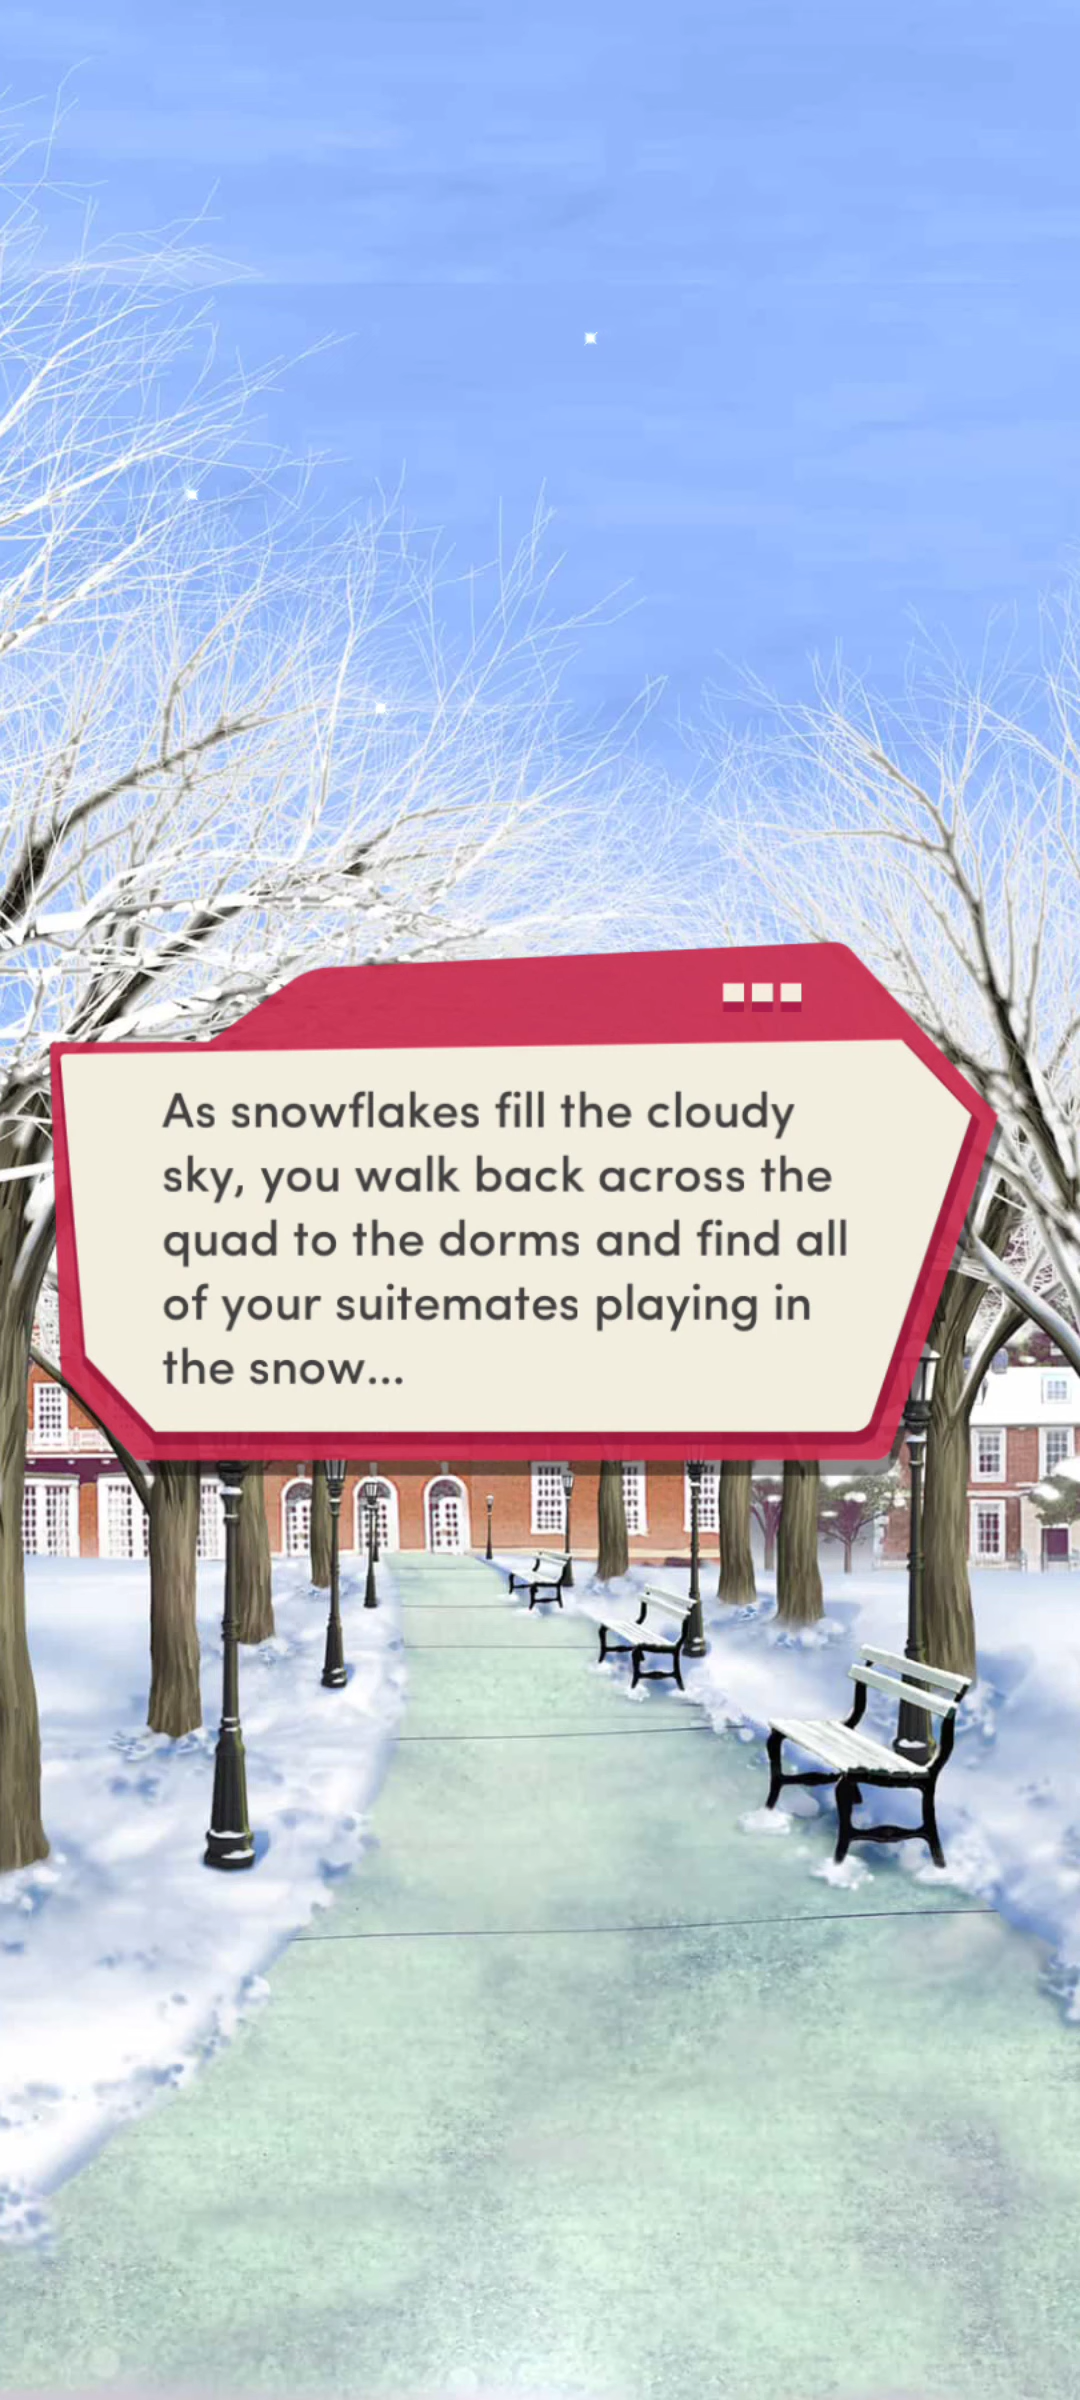 As snowflakes fill the cloudy
sky, you walk back across the
quad to the dorms and find all
of your suitemates playing in
the snow...